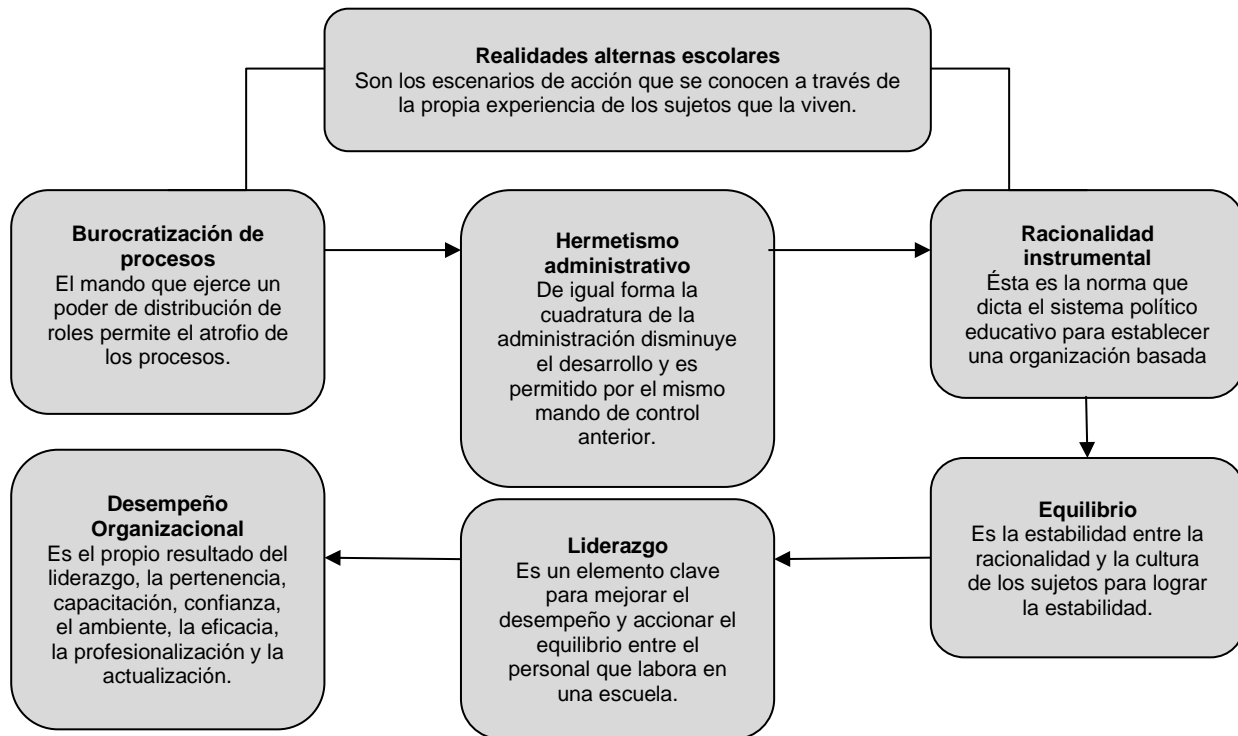 Realidades alternas escolares
Son los escenarios de acción que se conocen a través de
la propia experiencia de los sujetos que la viven.
Burocratización de
procesos
El mando que ejerce un
poder de distribución de
roles permite el atrofio de
los procesos.
Hermetismo
administrativo
De igual forma la
cuadratura de la
administración disminuye
el desarrollo y es
permitido por el mismo
mando de control
anterior.
Racionalidad
instrumental
Ésta es la norma que
dicta el sistema político
educativo para establecer
una organización basada
Desempeño
Organizacional
Es el propio resultado del
liderazgo, la pertenencia,
capacitación, confianza,
el ambiente, la eficacia,
la profesionalización y la
actualización.
Liderazgo
Es un elemento clave
para mejorar el
desempeño y accionar el
equilibrio entre el
personal que labora en
una escuela.
Equilibrio
Es la estabilidad entre la
racionalidad y la cultura
de los sujetos para lograr
la estabilidad.